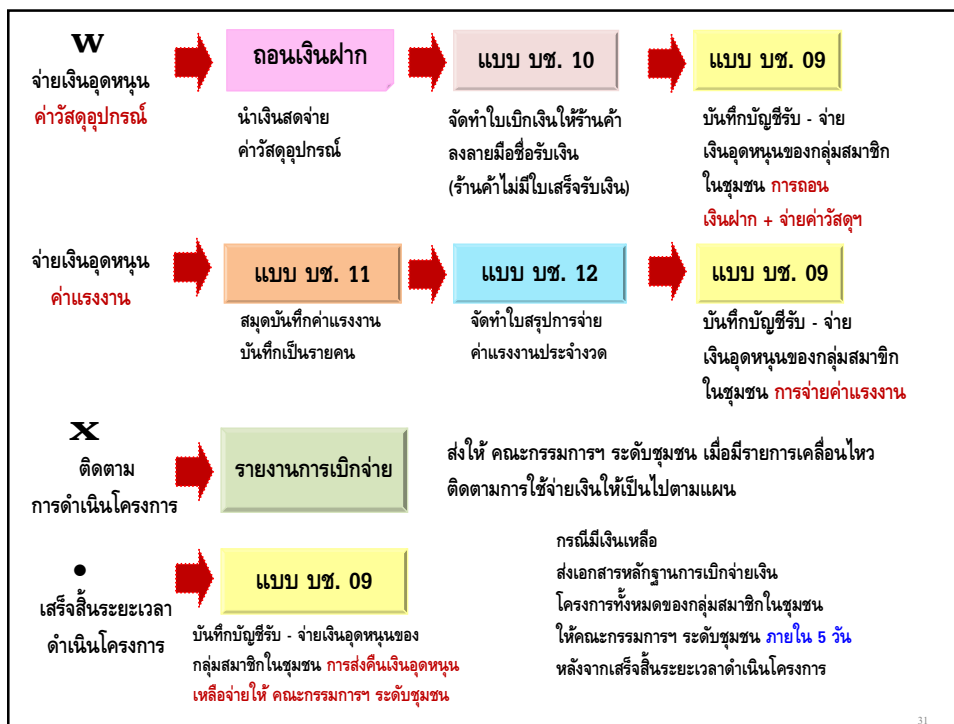 w
จ่ายเงินอุดหนุน
ค่าวัสดุอุปกรณ์
ถอนเงินฝาก
นำเงินสดจ่าย
ค่าวัสดุอุปกรณ์
แบบ บช. 10
จัดทำใบเบิกเงินให้ร้านค้า
ลงลายมือชื่อรับเงิน
(ร้านค้าไม่มีใบเสร็จรับเงิน)
แบบ บช. 09
บันทึกบัญชีรับ - จ่าย
เงินอุดหนุนของกลุ่มสมาชิก
ในชุมชน การถอน
เงินฝาก + จ่ายค่าวัสดุฯ
จ่ายเงินอุดหนุน
ค่าแรงงาน
แบบ บช. 11
สมุดบันทึกค่าแรงงาน
บันทึกเป็นรายคน
แบบ บช. 12
จัดทำใบสรุปการจ่าย
ค่าแรงงานประจำงวด
แบบ บช. 09
บันทึกบัญชีรับ - จ่าย
เงินอุดหนุนของกลุ่มสมาชิก
ในชุมชน การจ่ายค่าแรงงาน
x
ติดตาม
การดำเนินโครงการ
รายงานการเบิกจ่าย
ส่งให้ คณะกรรมการฯ ระดับชุมชน เมื่อมีรายการเคลื่อนไหว
ติดตามการใช้จ่ายเงินให้เป็นไปตามแผน
•
เสร็จสิ้นระยะเวลา
ดำเนินโครงการ
แบบ บช. 09
บันทึกบัญชีรับ - จ่ายเงินอุดหนุนของ
กลุ่มสมาชิกในชุมชน การส่งคืนเงินอุดหนุน
เหลือจ่ายให้ คณะกรรมการฯ ระดับชุมชน
กรณีมีเงินเหลือ
ส่งเอกสารหลักฐานการเบิกจ่ายเงิน
โครงการทั้งหมดของกลุ่มสมาชิกในชุมชน
ให้คณะกรรมการฯ ระดับชุมชน ภายใน 5 วัน
หลังจากเสร็จสิ้นระยะเวลาดำเนินโครงการ
31